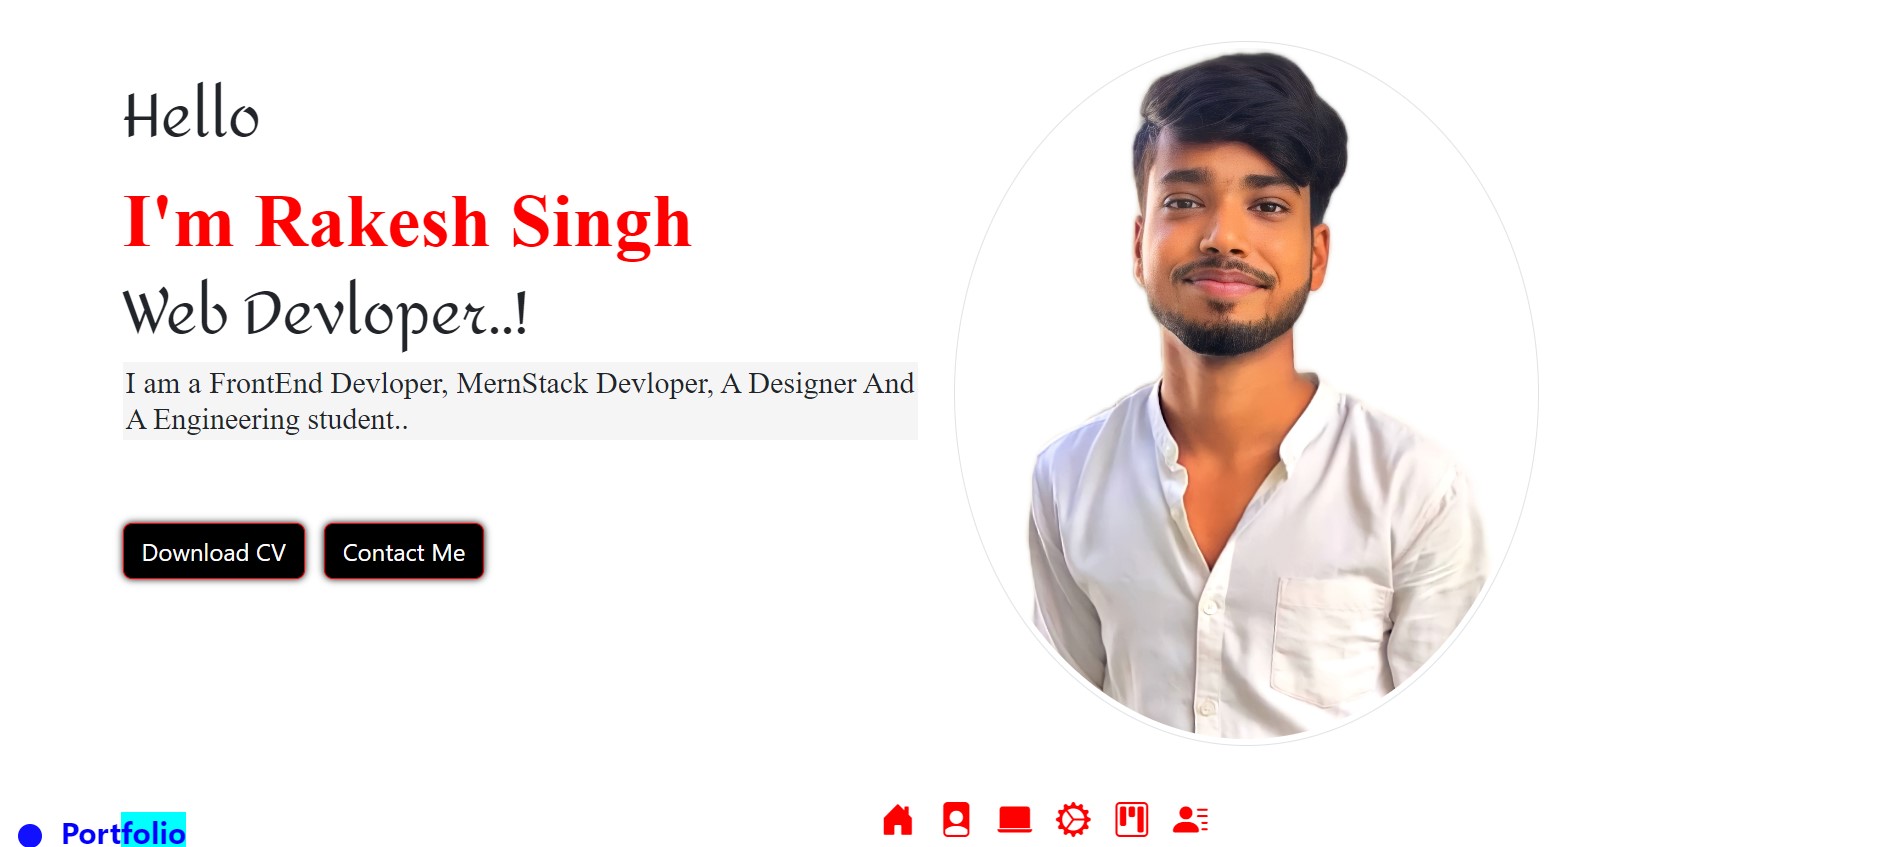 Hello
I'm Rakesh Singh
Web Devloper..!
I am a FrontEnd Devloper, MernStack Devloper, A Designer And
A Engineering student..
Download CV
Contact Me
Portfolio